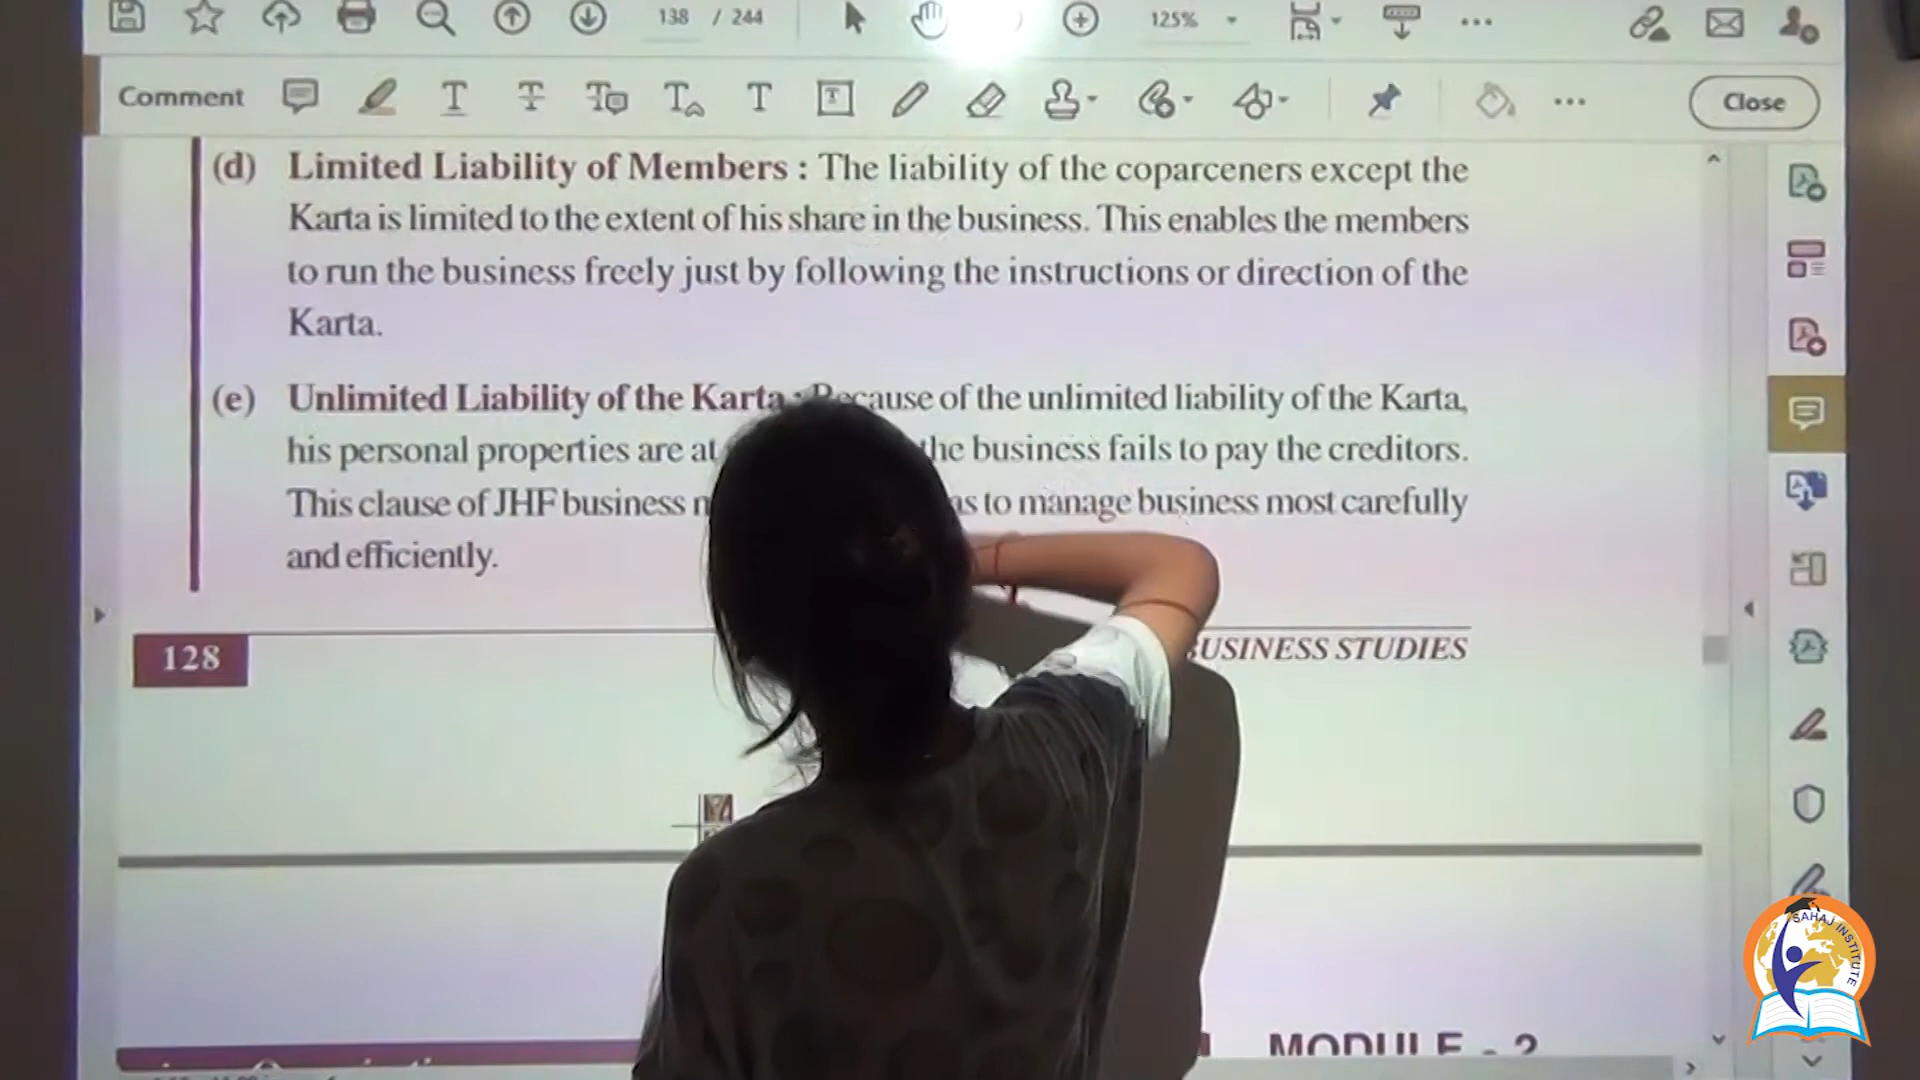 138 / 244
125%
Comment
Close
(d) Limited Liability of Members : The liability of the coparceners except the
Karta is limited to the extent of his share in the business. This enables the members
to run the business freely just by following the instructions or direction of the
Karta.
(e) Unlimited Liability of the Karta : Because of the unlimited liability of the Karta,
his personal properties are at the business fails to pay the creditors.
This clause of JHF business as to manage business most carefully
and efficiently.
128
BUSINESS STUDIES
MODULE - 2
SAHAJ INSTITUTE